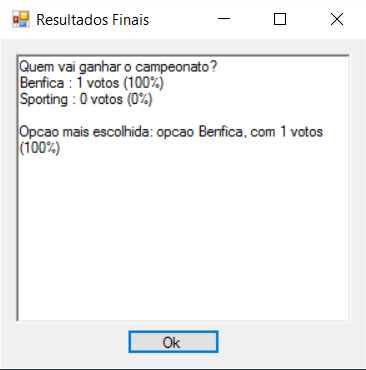 Resultados Finais
Quem vai ganhar o campeonato?
Benfica : 1 votos (100%)
Sporting : 0 votos (0%)
Opcao mais escolhida: opcao Benfica, com 1 votos
(100%)
Ok